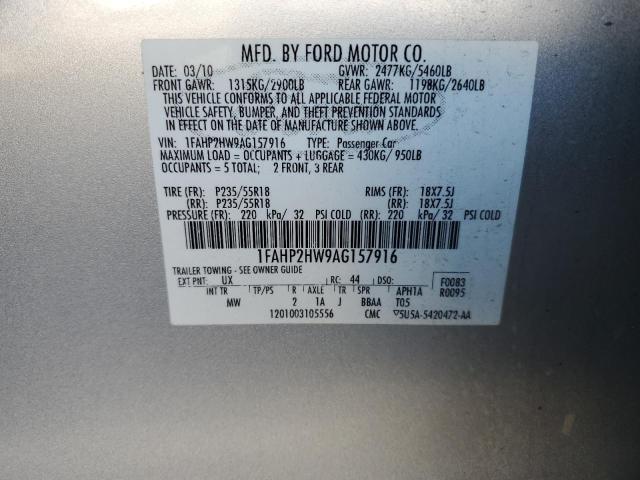 MFD. BY FORD MOTOR CO.
DATE: 03/10 GVWR: 2477KG/5460LB
FRONT GAWR: 1315KG/2900LB REAR GAWR: 1198KG/2640LB
THIS VEHICLE CONFORMS TO ALL APPLICABLE FEDERAL MOTOR
VEHICLE SAFETY, BUMPER, AND THEFT PREVENTION STANDARDS
IN EFFECT ON THE DATE OF MANUFACTURE SHOWN ABOVE.
VIN: 1FAHP2HW9AG157916 TYPE: Passenger Car
MAXIMUM LOAD = OCCUPANTS + LUGGAGE = 430KG/950LB
OCCUPANTS = 5 TOTAL; 2 FRONT, 3 REAR
TIRE (FR): P235/55R18 RIMS (FR): 18X7.5J
(RR): P235/55R18 (RR): 18X7.5J
PRESSURE (FR): 220 kPa/ 32 PSI COLD (RR): 220 kPa/ 32 PSI COLD
1FAHP2HW9AG157916
TRAILER TOWING - SEE OWNER GUIDE
EXT PNT: UX RC: 44 DSO: F0083
INT TR TP/PS R AXLE TR SPR APH1A R0095
MW 2 1A J BBAA T05
1201003105556 CMC ▽5U5A-5420472-AA